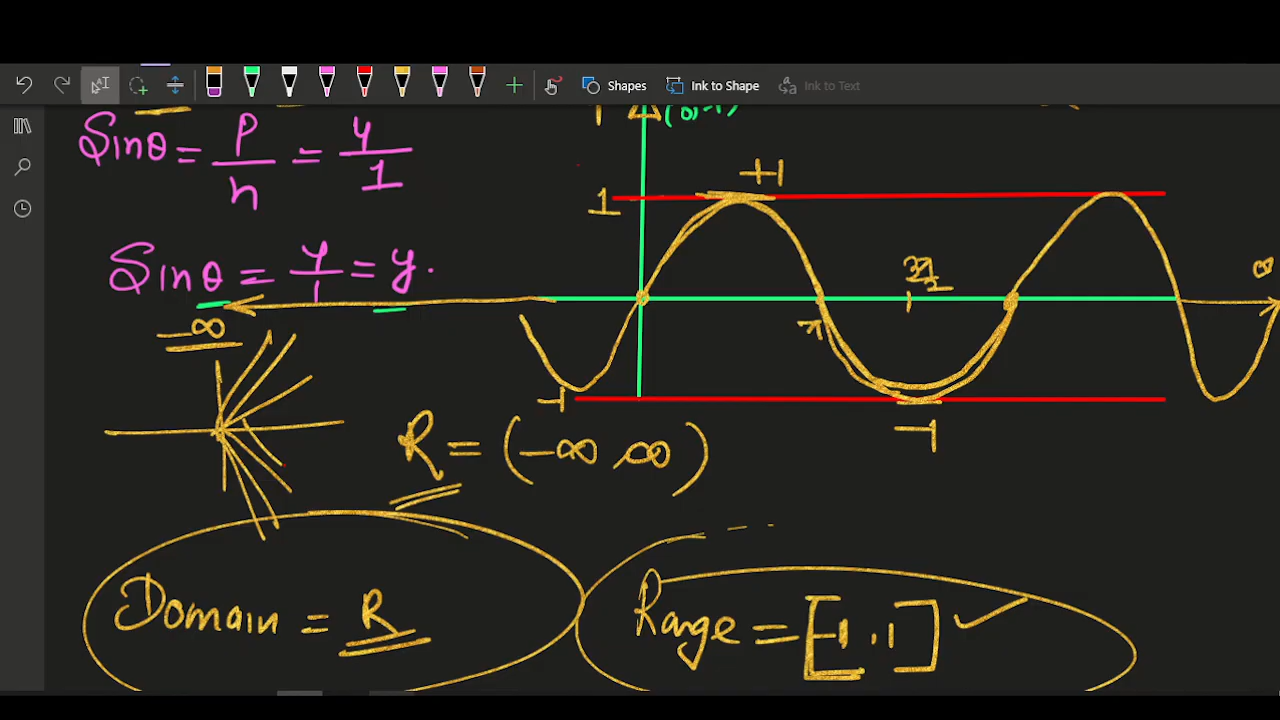 Shapes Ink to Shape Ink to Text
Sinθ = P/h = y/1
+1
1
Sinθ = y/1 = y.
3π/2
∞
-∞
π
-1
-1
R = (-∞, ∞)
Domain = R
Range = [-1, 1]